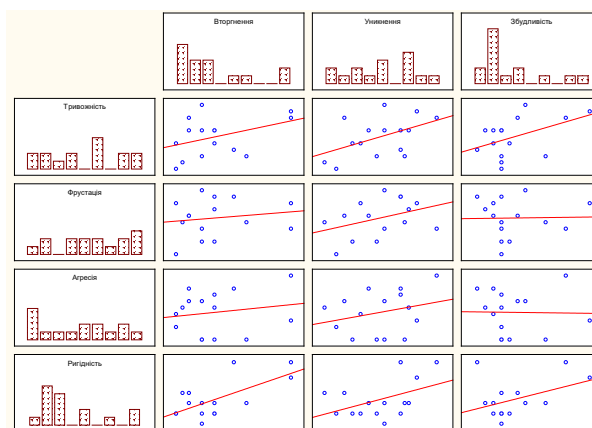 Вторгнення
Уникнення
Збудливість
Тривожність
Фрустація
Агресія
Ригідність